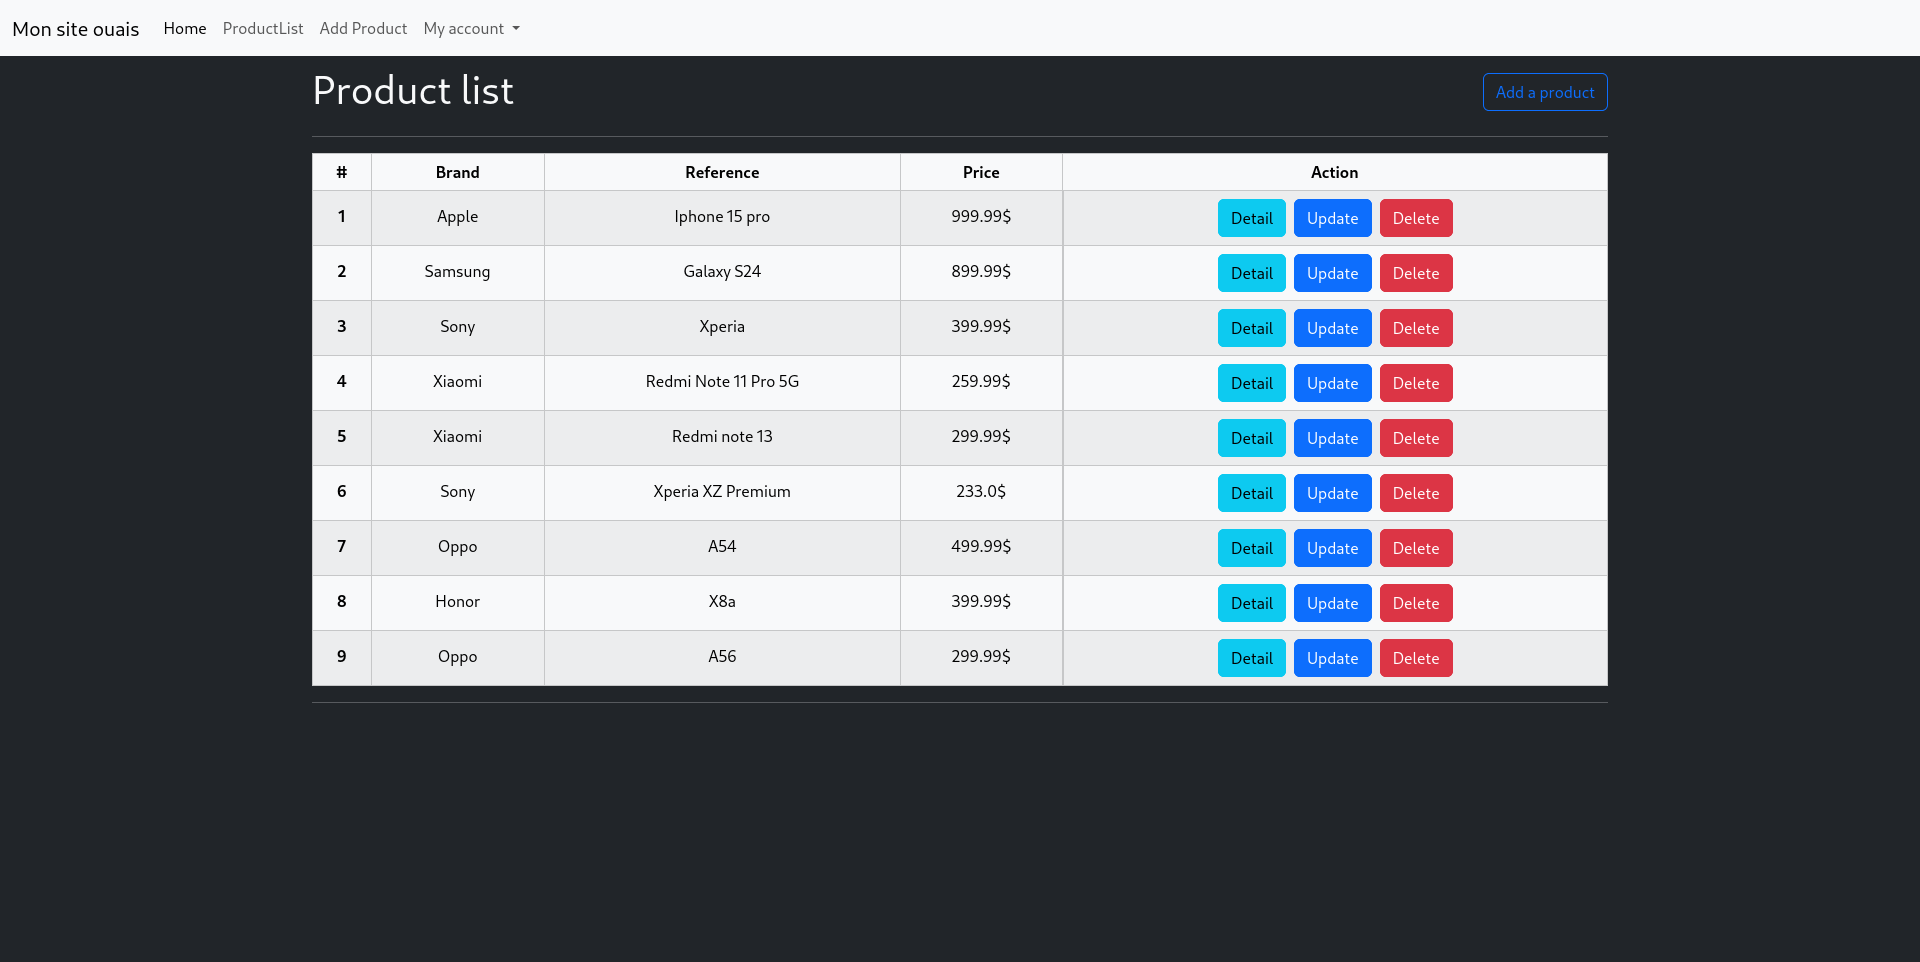 Mon site ouais Home ProductList Add Product My account
Product list Add a product
# Brand Reference Price Action
1 Apple Iphone 15 pro 999.99$ Detail Update Delete
2 Samsung Galaxy S24 899.99$ Detail Update Delete
3 Sony Xperia 399.99$ Detail Update Delete
4 Xiaomi Redmi Note 11 Pro 5G 259.99$ Detail Update Delete
5 Xiaomi Redmi note 13 299.99$ Detail Update Delete
6 Sony Xperia XZ Premium 233.0$ Detail Update Delete
7 Oppo A54 499.99$ Detail Update Delete
8 Honor X8a 399.99$ Detail Update Delete
9 Oppo A56 299.99$ Detail Update Delete